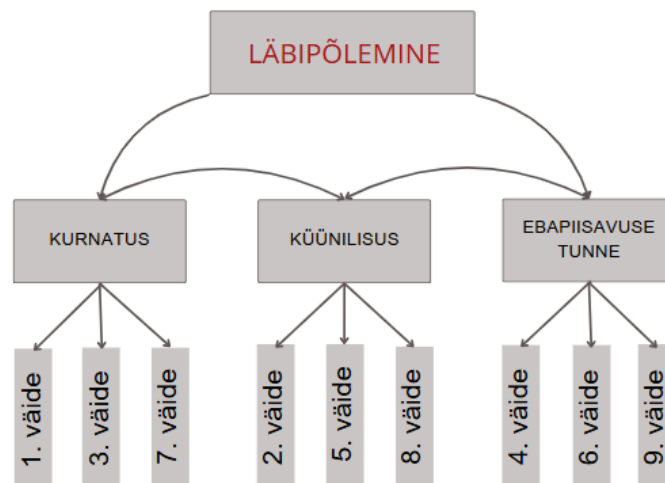 LÄBIPÕLEMINE
KURNATUS
KÜÜNILISUS
EBAPIISAVUSE
TUNNE
1. väide
3. väide
7. väide
2. väide
5. väide
8. väide
4. väide
6. väide
9. väide